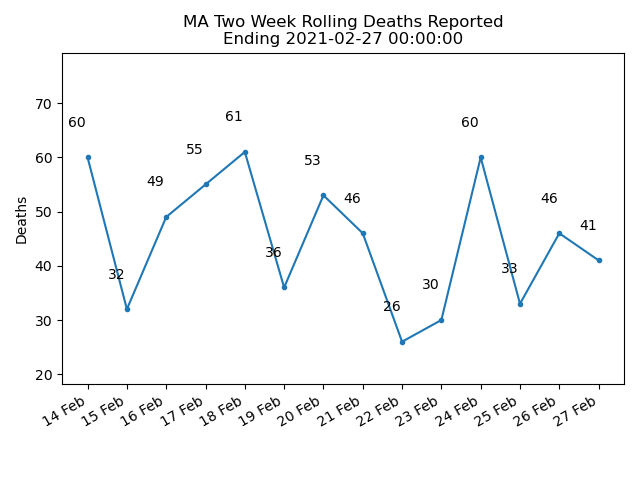 MA Two Week Rolling Deaths Reported
Ending 2021-02-27 00:00:00
Deaths
70
60
50
40
30
20
60
32
49
55
61
36
53
46
26
30
60
33
46
41
14 Feb
15 Feb
16 Feb
17 Feb
18 Feb
19 Feb
20 Feb
21 Feb
22 Feb
23 Feb
24 Feb
25 Feb
26 Feb
27 Feb